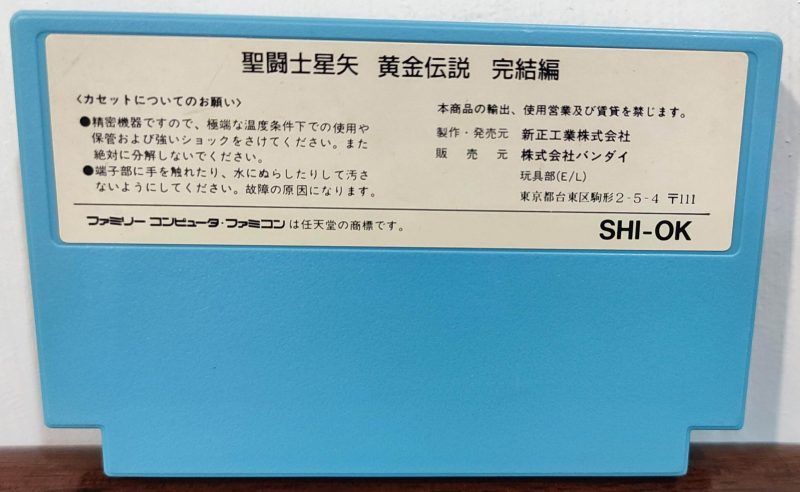 聖闘士星矢 黄金伝説 完結編
〈カセットについてのお願い〉
●精密機器ですので、極端な温度条件下での使用や
保管および強いショックをさけてください。また
絶対に分解しないでください。
●端子部に手を触れたり、水にぬらしたりして汚さ
ないようにしてください。故障の原因になります。
本商品の輸出、使用営業及び賃貸を禁じます。
製作・発売元 新正工業株式会社
販売元 株式会社バンダイ
玩具部(E/L)
東京都台東区駒形2-5-4 〒111
ファミリーコンピュータ・ファミコンは任天堂の商標です。
SHI-OK